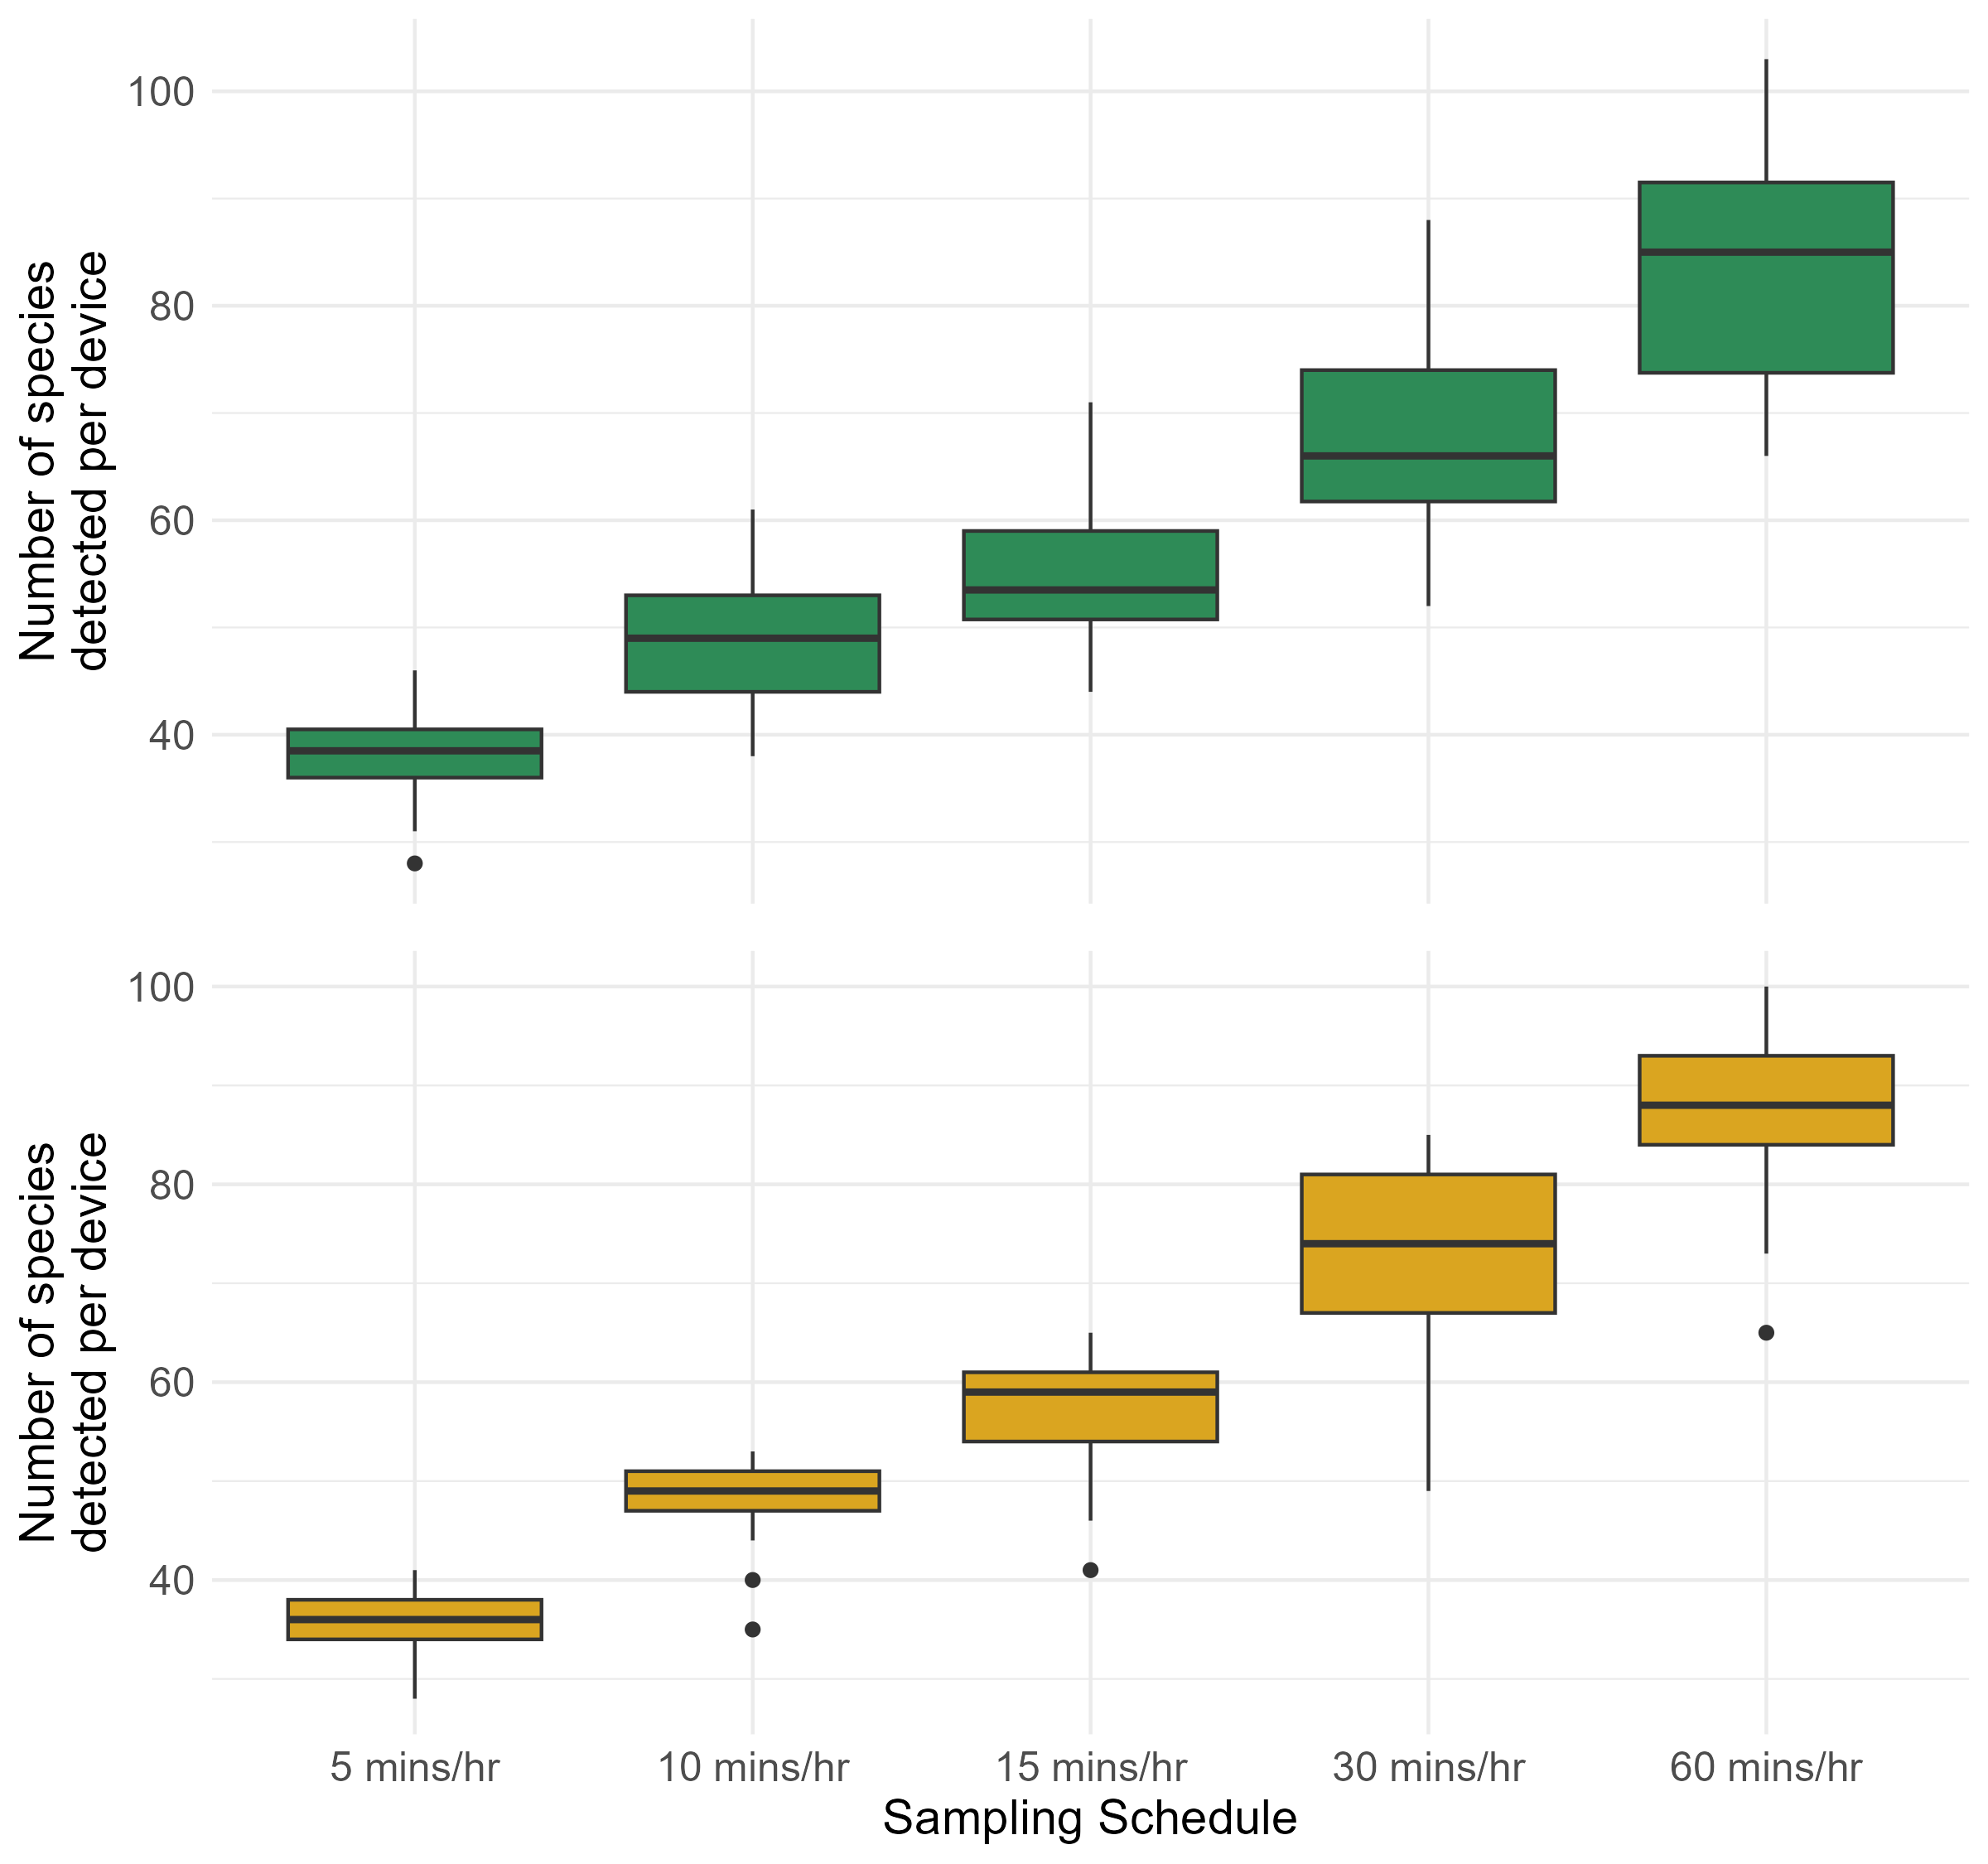 Number of species
detected per device
100
80
60
40
Number of species
detected per device
100
80
60
40
5 mins/hr
10 mins/hr
15 mins/hr
30 mins/hr
60 mins/hr
Sampling Schedule